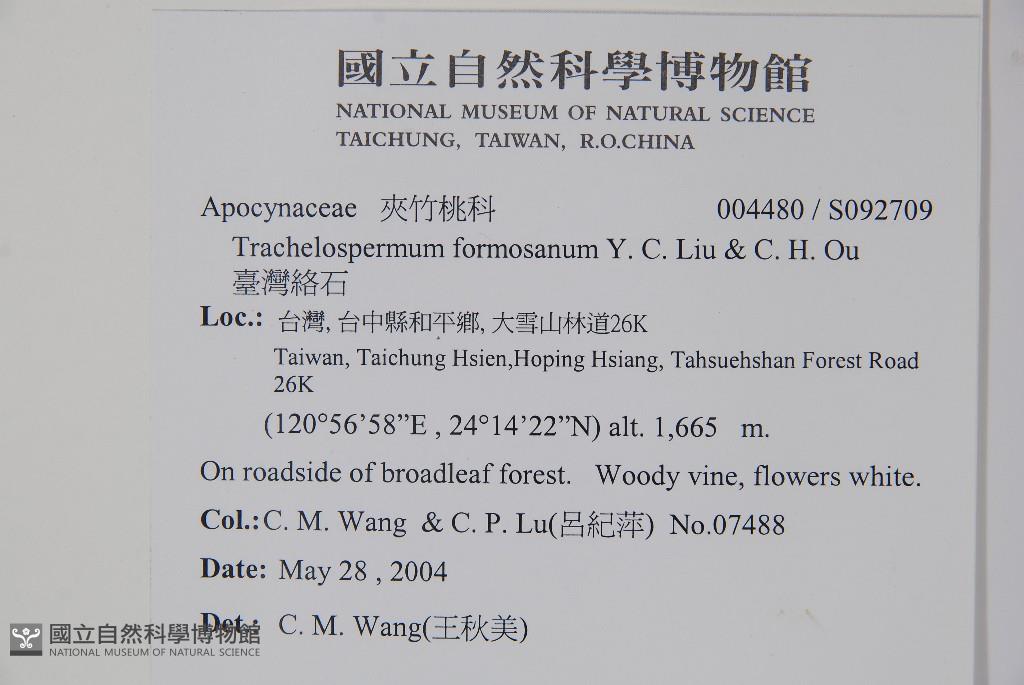 國立自然科學博物館
NATIONAL MUSEUM OF NATURAL SCIENCE
TAICHUNG, TAIWAN, R.O.CHINA
Apocynaceae 夾竹桃科 004480 / S092709
Trachelospermum formosanum Y. C. Liu & C. H. Ou
臺灣絡石
Loc.: 台灣, 台中縣和平鄉, 大雪山林道26K
Taiwan, Taichung Hsien,Hoping Hsiang, Tahsuehshan Forest Road
26K
(120°56’58”E , 24°14’22”N) alt. 1,665 m.
On roadside of broadleaf forest. Woody vine, flowers white.
Col.:C. M. Wang & C. P. Lu(呂紀萍) No.07488
Date: May 28 , 2004
Det.: C. M. Wang(王秋美)
國立自然科學博物館
NATIONAL MUSEUM OF NATURAL SCIENCE